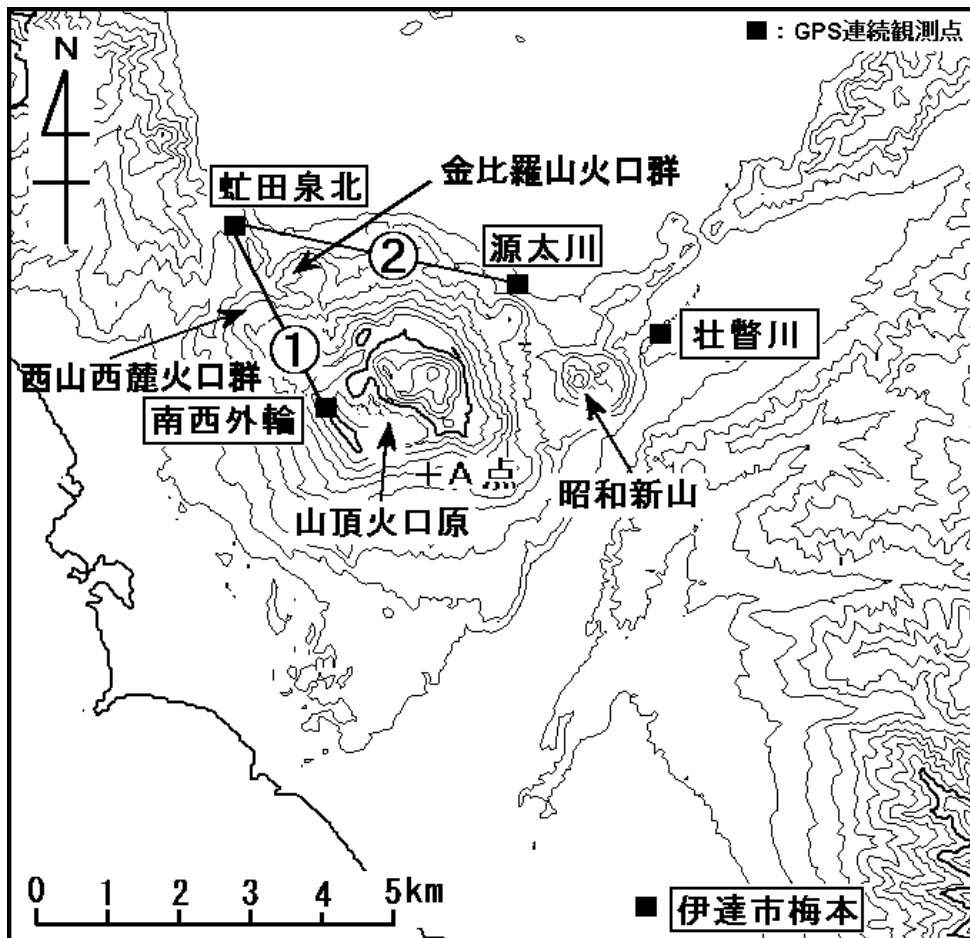 ■：GPS連続観測点
N
金比羅山火口群
虻田泉北
②
源太川
壮瞥川
①
西山西麓火口群
南西外輪
＋A点
昭和新山
山頂火口原
0 1 2 3 4 5km
伊達市梅本